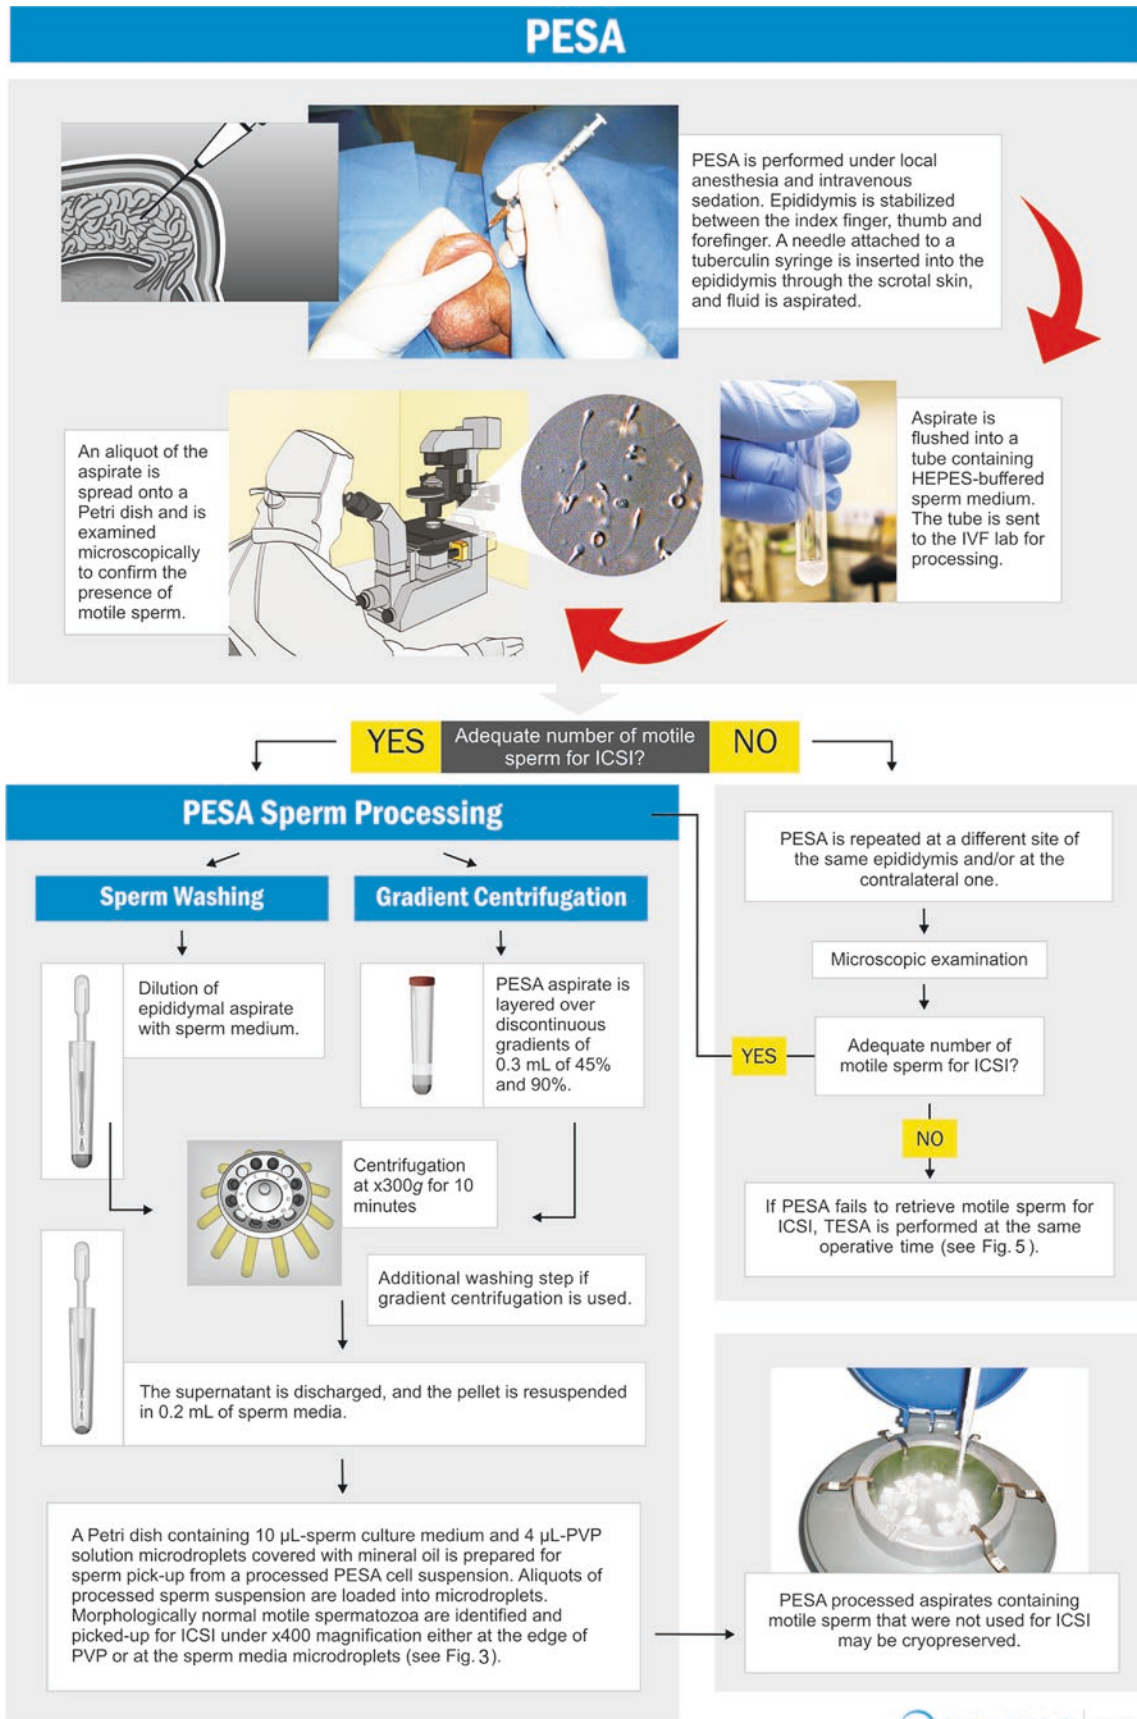 PESA
PESA is performed under local
anesthesia and intravenous
sedation. Epididymis is stabilized
between the index finger, thumb and
forefinger. A needle attached to a
tuberculin syringe is inserted into the
epididymis through the scrotal skin,
and fluid is aspirated.
Aspirate is
flushed into a
tube containing
HEPES-buffered
sperm medium.
The tube is sent
to the IVF lab for
processing.
An aliquot of the
aspirate is
spread onto a
Petri dish and is
examined
microscopically
to confirm the
presence of
motile sperm.
YES
Adequate number of motile
sperm for ICSI?
NO
PESA Sperm Processing
Sperm Washing
Gradient Centrifugation
Dilution of
epididymal aspirate
with sperm medium.
PESA aspirate is
layered over
discontinuous
gradients of
0.3 mL of 45%
and 90%.
Centrifugation
at x300g for 10
minutes
Additional washing step if
gradient centrifugation is used.
The supernatant is discharged, and the pellet is resuspended
in 0.2 mL of sperm media.
A Petri dish containing 10 µL-sperm culture medium and 4 µL-PVP
solution microdroplets covered with mineral oil is prepared for
sperm pick-up from a processed PESA cell suspension. Aliquots of
processed sperm suspension are loaded into microdroplets.
Morphologically normal motile spermatozoa are identified and
picked-up for ICSI under x400 magnification either at the edge of
PVP or at the sperm media microdroplets (see Fig. 3).
PESA is repeated at a different site of
the same epididymis and/or at the
contralateral one.
Microscopic examination
YES
Adequate number of
motile sperm for ICSI?
NO
If PESA fails to retrieve motile sperm for
ICSI, TESA is performed at the same
operative time (see Fig. 5).
PESA processed aspirates containing
motile sperm that were not used for ICSI
may be cryopreserved.